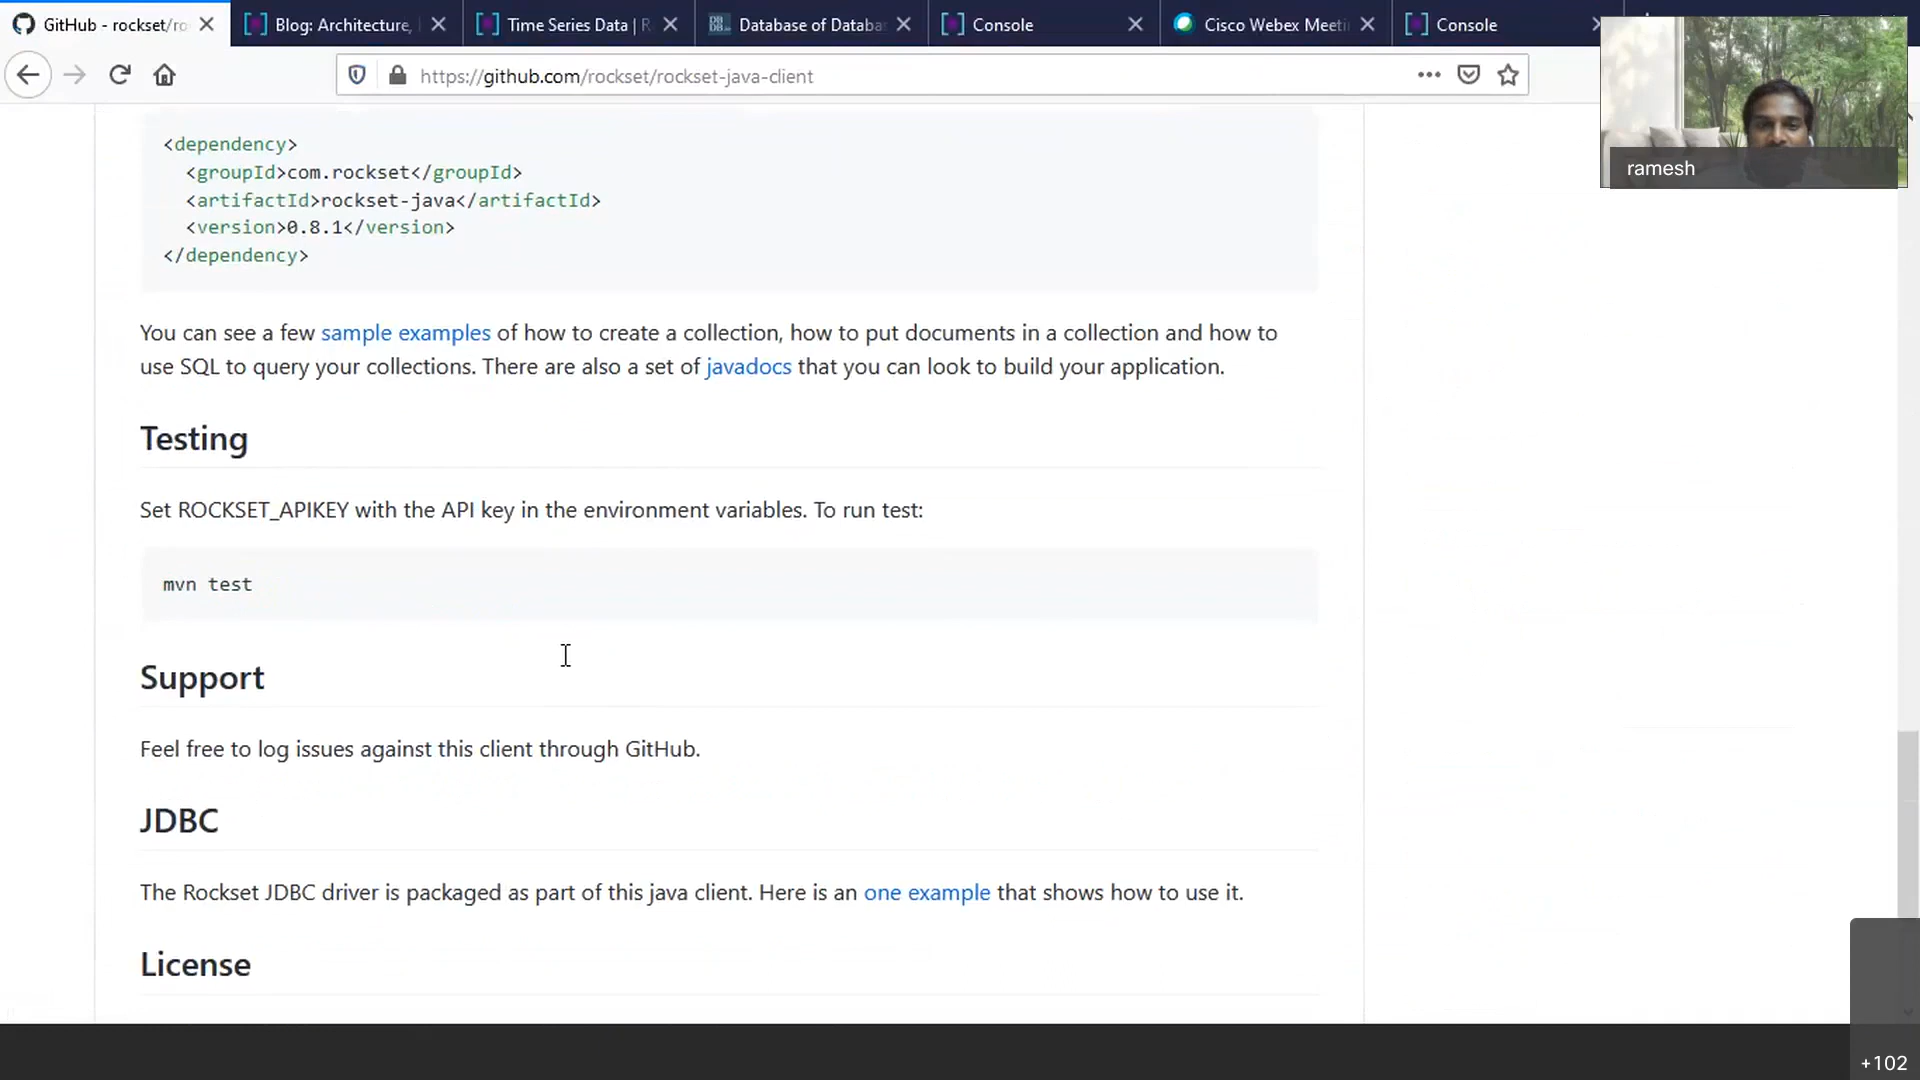 GitHub - rockset/ro
Blog: Architecture,
Time Series Data | R
Database of Databa
Console
Cisco Webex Meeti
Console
https://github.com/rockset/rockset-java-client
ramesh
<dependency>
<groupId>com.rockset</groupId>
<artifactId>rockset-java</artifactId>
<version>0.8.1</version>
</dependency>
You can see a few sample examples of how to create a collection, how to put documents in a collection and how to
use SQL to query your collections. There are also a set of javadocs that you can look to build your application.
Testing
Set ROCKSET_APIKEY with the API key in the environment variables. To run test:
mvn test
Support
Feel free to log issues against this client through GitHub.
JDBC
The Rockset JDBC driver is packaged as part of this java client. Here is an one example that shows how to use it.
License
+102